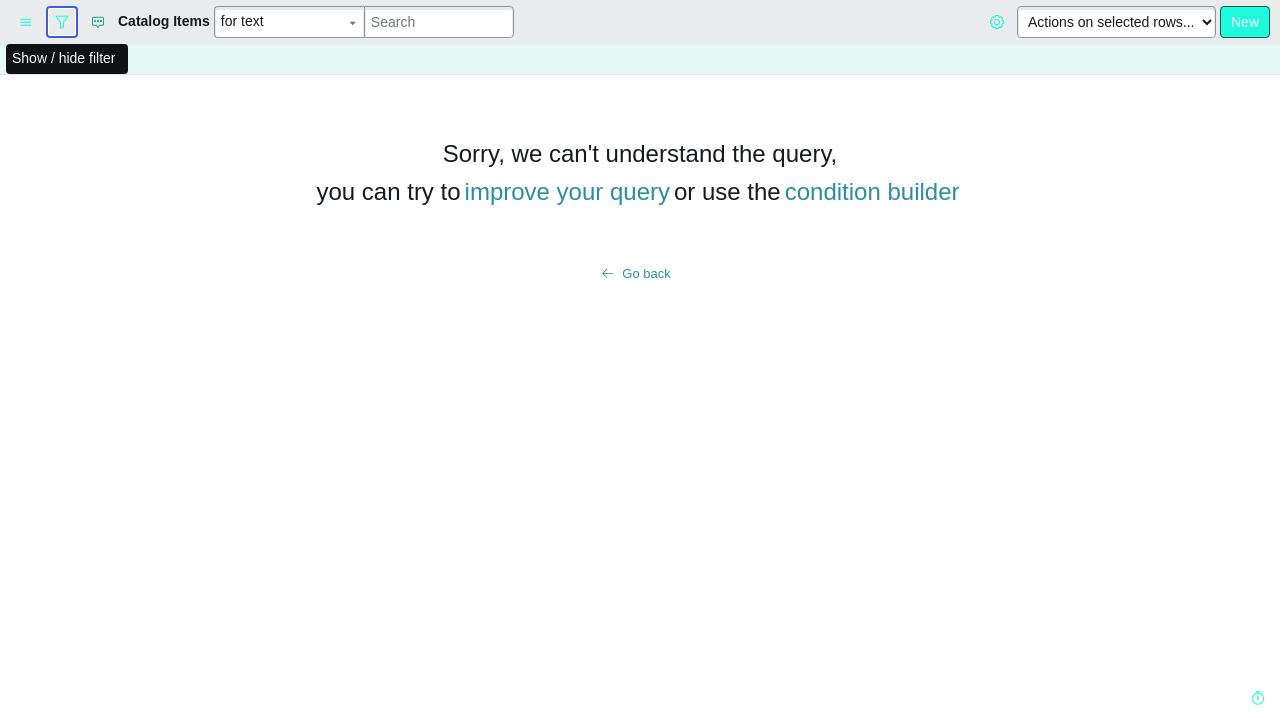 Catalog Items for text Search Actions on selected rows... New
Show / hide filter
Sorry, we can't understand the query,
you can try to improve your query or use the condition builder
Go back